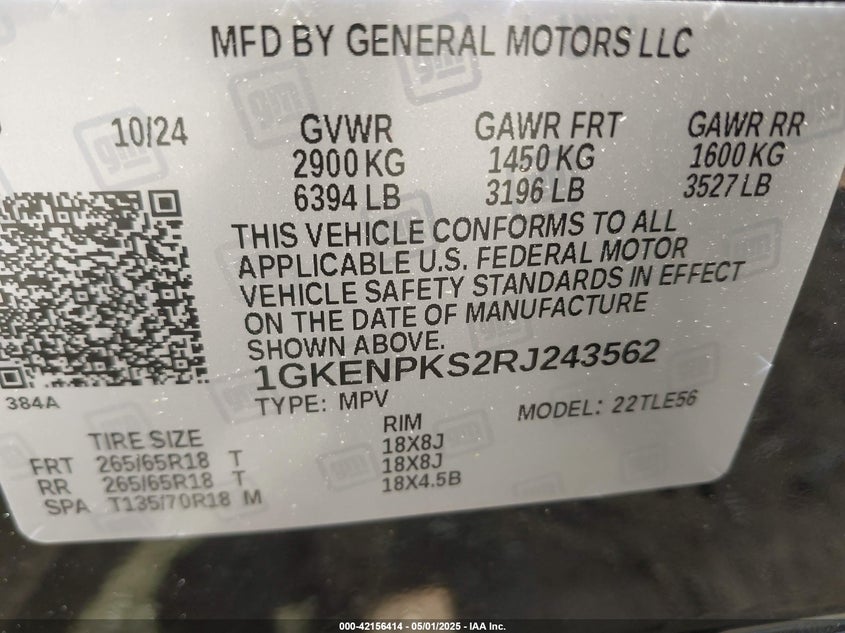 MFD BY GENERAL MOTORS LLC
10/24 GVWR GAWR FRT GAWR RR
2900 KG 1450 KG 1600 KG
6394 LB 3196 LB 3527 LB
THIS VEHICLE CONFORMS TO ALL
APPLICABLE U.S. FEDERAL MOTOR
VEHICLE SAFETY STANDARDS IN EFFECT
ON THE DATE OF MANUFACTURE
SHOWN ABOVE.
1GKENPKS2RJ243562
384A
TYPE: MPV MODEL: 22TLE56
TIRE SIZE RIM
FRT 265/65R18 T 18X8J
RR 265/65R18 T 18X8J
SPA T135/70R18 M 18X4.5B
000-42156414 - 05/01/2025 - IAA Inc.